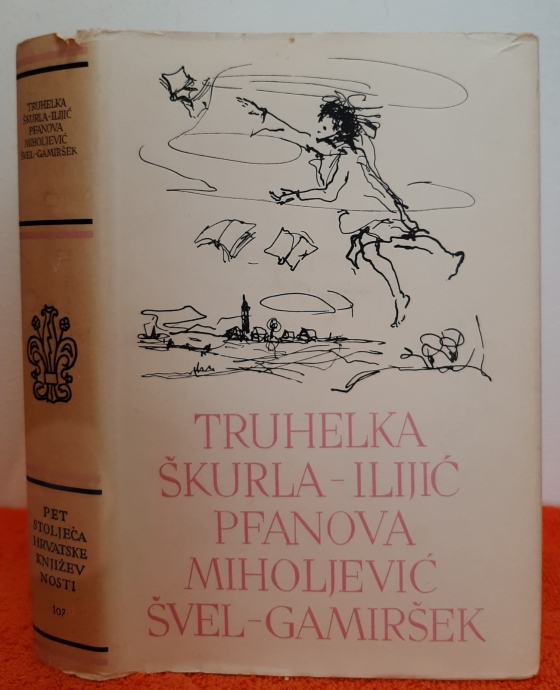 TRUHELKA
ŠKURLA-ILIJIĆ
PFANOVA
MIHOLJEVIĆ
ŠVEL-GAMIRŠEK
PET
STOLJEĆA
HRVATSKE
KNJIŽEV
NOSTI
107
TRUHELKA
ŠKURLA-ILIJIĆ
PFANOVA
MIHOLJEVIĆ
ŠVEL-GAMIRŠEK